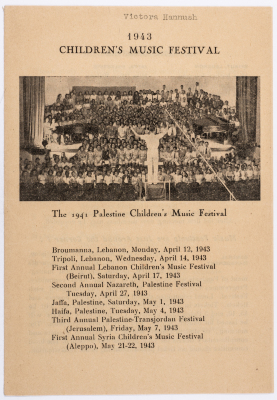 Victora Hannush
1943
CHILDREN'S MUSIC FESTIVAL
The 1941 Palestine Children's Music Festival
Broumanna, Lebanon, Monday, April 12, 1943
Tripoli, Lebanon, Wednesday, April 14, 1943
First Annual Lebanon Children's Music Festival
(Beirut), Saturday, April 17, 1943
Second Annual Nazareth, Palestine Festival
Tuesday, April 27, 1943
Jaffa, Palestine, Saturday, May 1, 1943
Haifa, Palestine, Tuesday, May 4, 1943
Third Annual Palestine-Transjordan Festival
(Jerusalem), Friday, May 7, 1943
First Annual Syria Children's Music Festival
(Aleppo), May 21-22, 1943